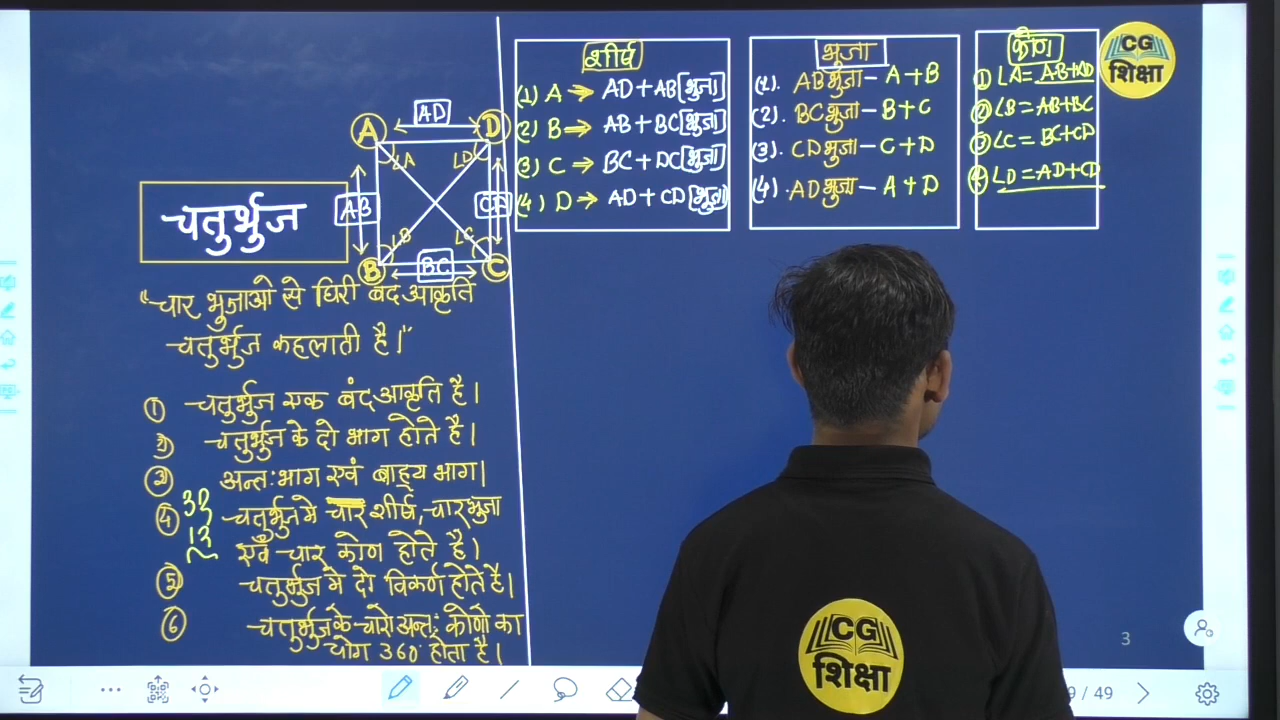 चतुर्भुज
A
AD
D
∠A
∠D
AB
CD
∠B
∠C
B
BC
C
"चार भुजाओ से घिरी बंद आकृति
चतुर्भुज कहलाती है।"
① चतुर्भुज एक बंद आकृति है।
② चतुर्भुज के दो भाग होते है।
③ अन्तःभाग एवं बाह्य भाग।
④ चतुर्भुज मे चार शीर्ष, चार भुजा
एवं चार कोण होते है।
⑤ चतुर्भुज मे दो विकर्ण होते है।
⑥ चतुर्भुज के चारो अन्तः कोणो का
योग 360° होता है।
शीर्ष
(1) A → AD+AB[भुजा]
(2) B → AB+BC[भुजा]
(3) C → BC+DC[भुजा]
(4) D → AD+CD[भुजा]
भुजा
(1). AB भुजा - A+B
(2). BC भुजा - B+C
(3). CD भुजा - C+D
(4). AD भुजा - A+D
कोण
① ∠A = AB+AD
② ∠B = AB+BC
③ ∠C = BC+CD
④ ∠D = AD+CD
CG
शिक्षा
CG
शिक्षा
3
/ 49